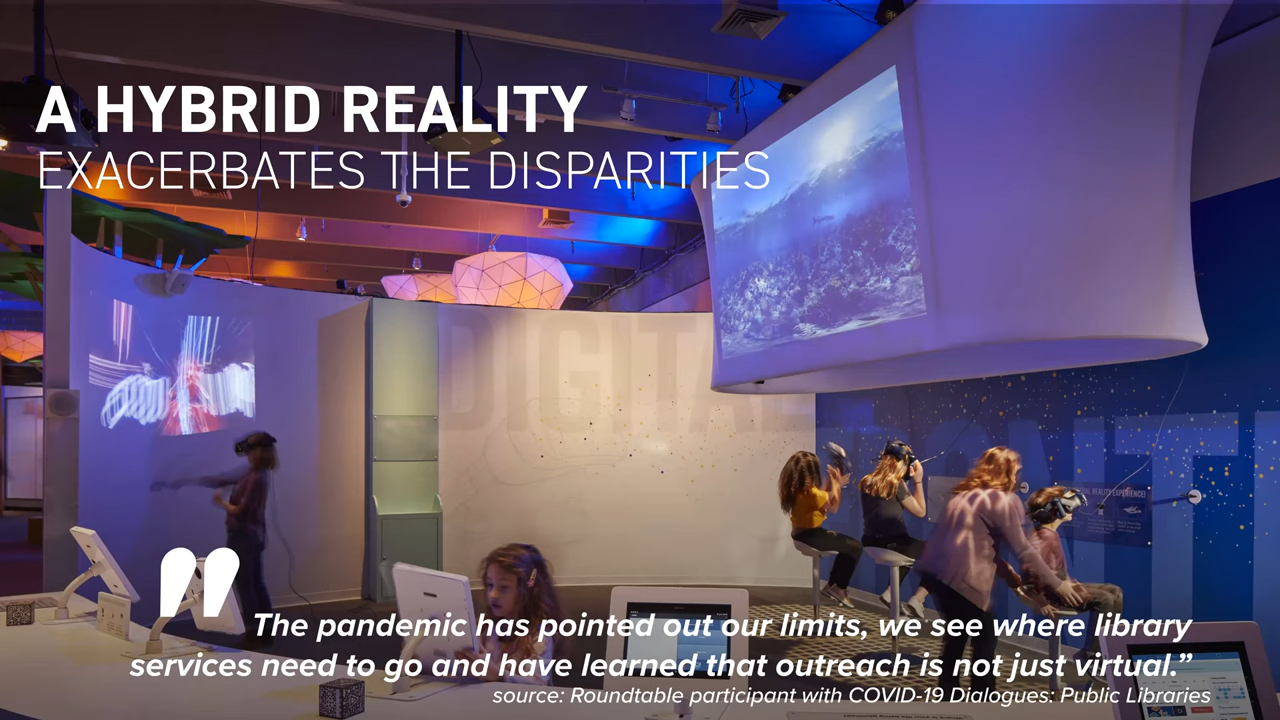 A HYBRID REALITY
EXACERBATES THE DISPARITIES
DIGITAL
" The pandemic has pointed out our limits, we see where library
services need to go and have learned that outreach is not just virtual.”
source: Roundtable participant with COVID-19 Dialogues: Public Libraries